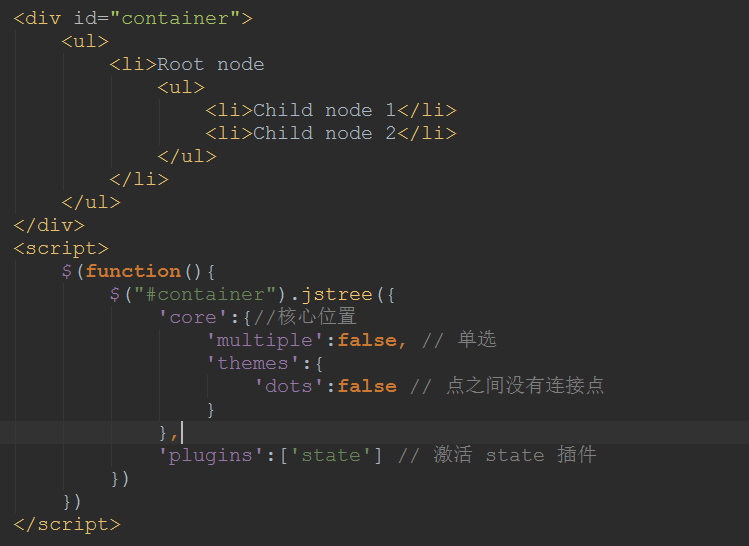 <div id="container">
    <ul>
        <li>Root node
            <ul>
                <li>Child node 1</li>
                <li>Child node 2</li>
            </ul>
        </li>
    </ul>
</div>
<script>
    $(function(){
        $("#container").jstree({
            'core':{//核心位置
                'multiple':false, // 单选
                'themes':{
                    'dots':false // 点之间没有连接点
                }
            },
            'plugins':['state'] // 激活 state 插件
        })
    })
</script>